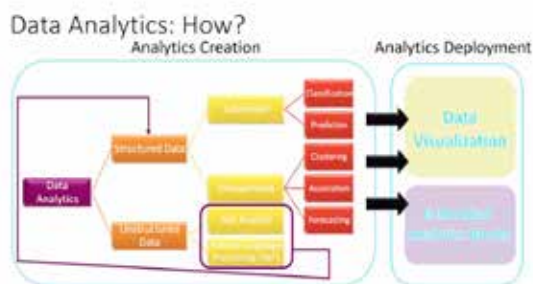 Data Analytics: How?
Analytics Creation
Analytics Deployment
Classification
Prediction
Structured Data
Clustering
Data
Analytics
Association
Unstructured
Data
Forecasting
Data
Visualization